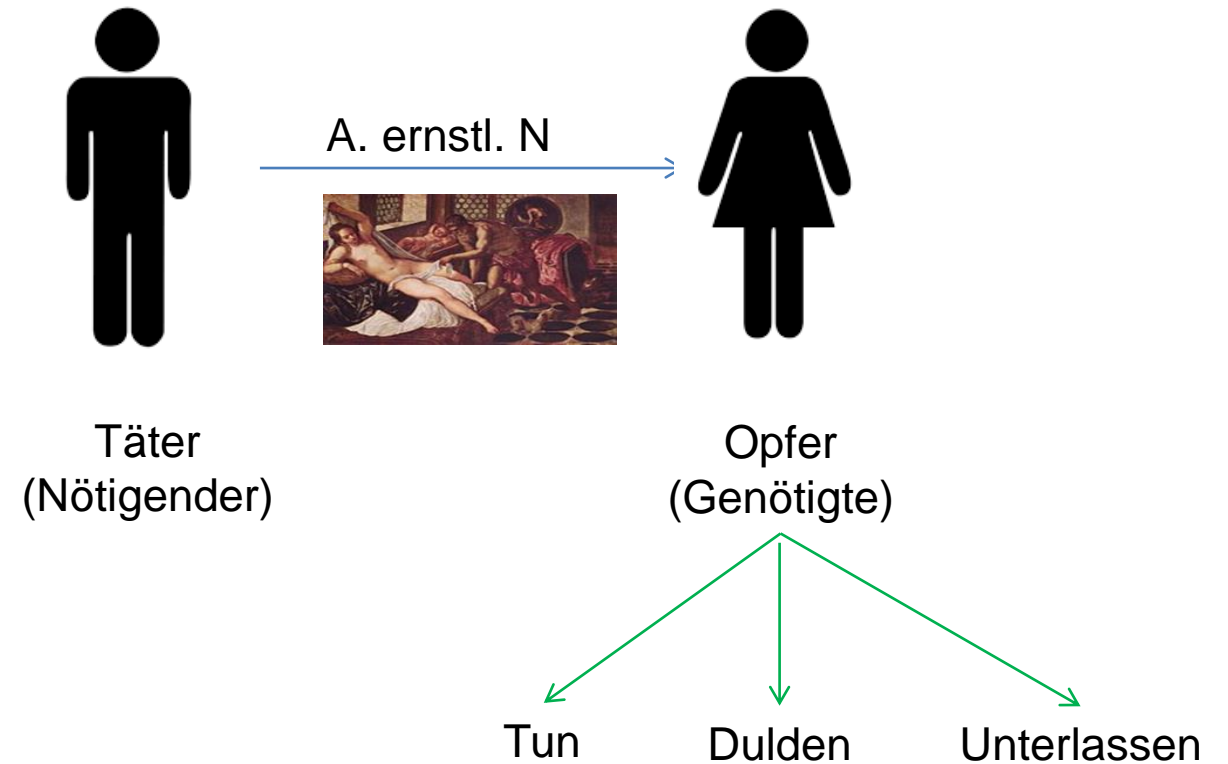 A. ernstl. N
Täter
(Nötigender)
Opfer
(Genötigte)
Tun
Dulden
Unterlassen